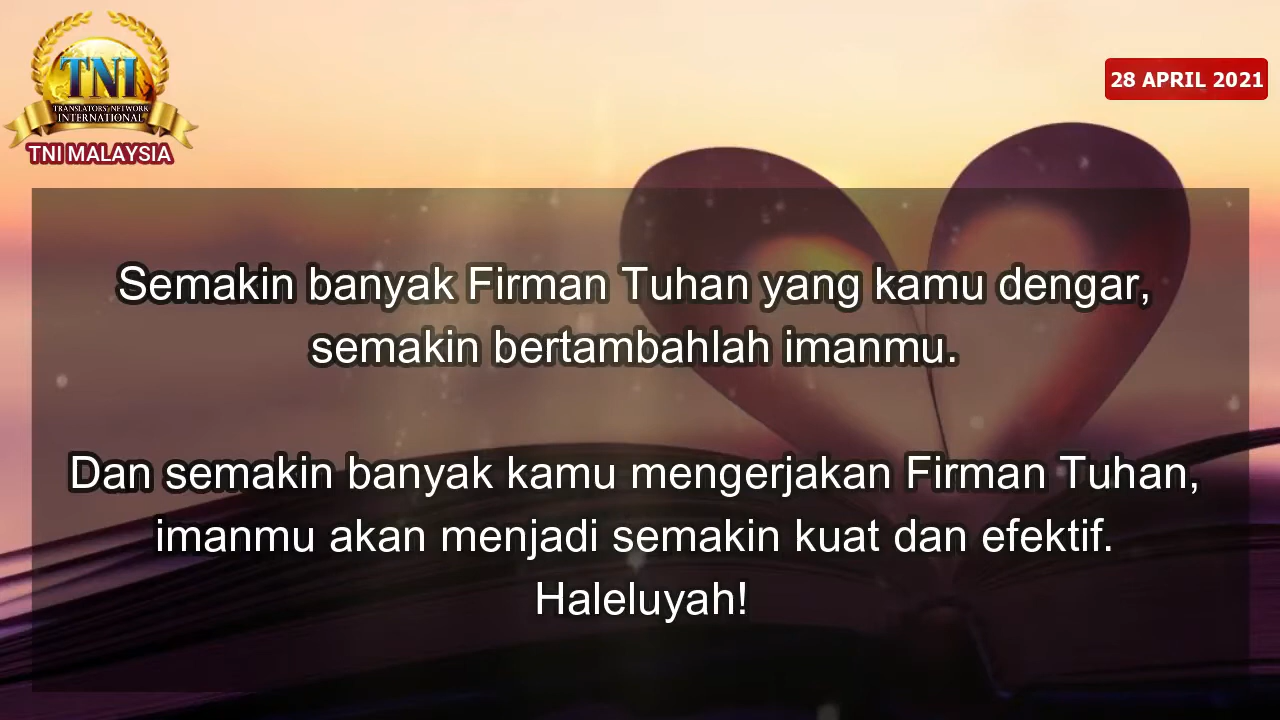 TNI
TRANSLATORS' NETWORK
INTERNATIONAL
TNI MALAYSIA
28 APRIL 2021
Semakin banyak Firman Tuhan yang kamu dengar,
semakin bertambahlah imanmu.
Dan semakin banyak kamu mengerjakan Firman Tuhan,
imanmu akan menjadi semakin kuat dan efektif.
Haleluyah!